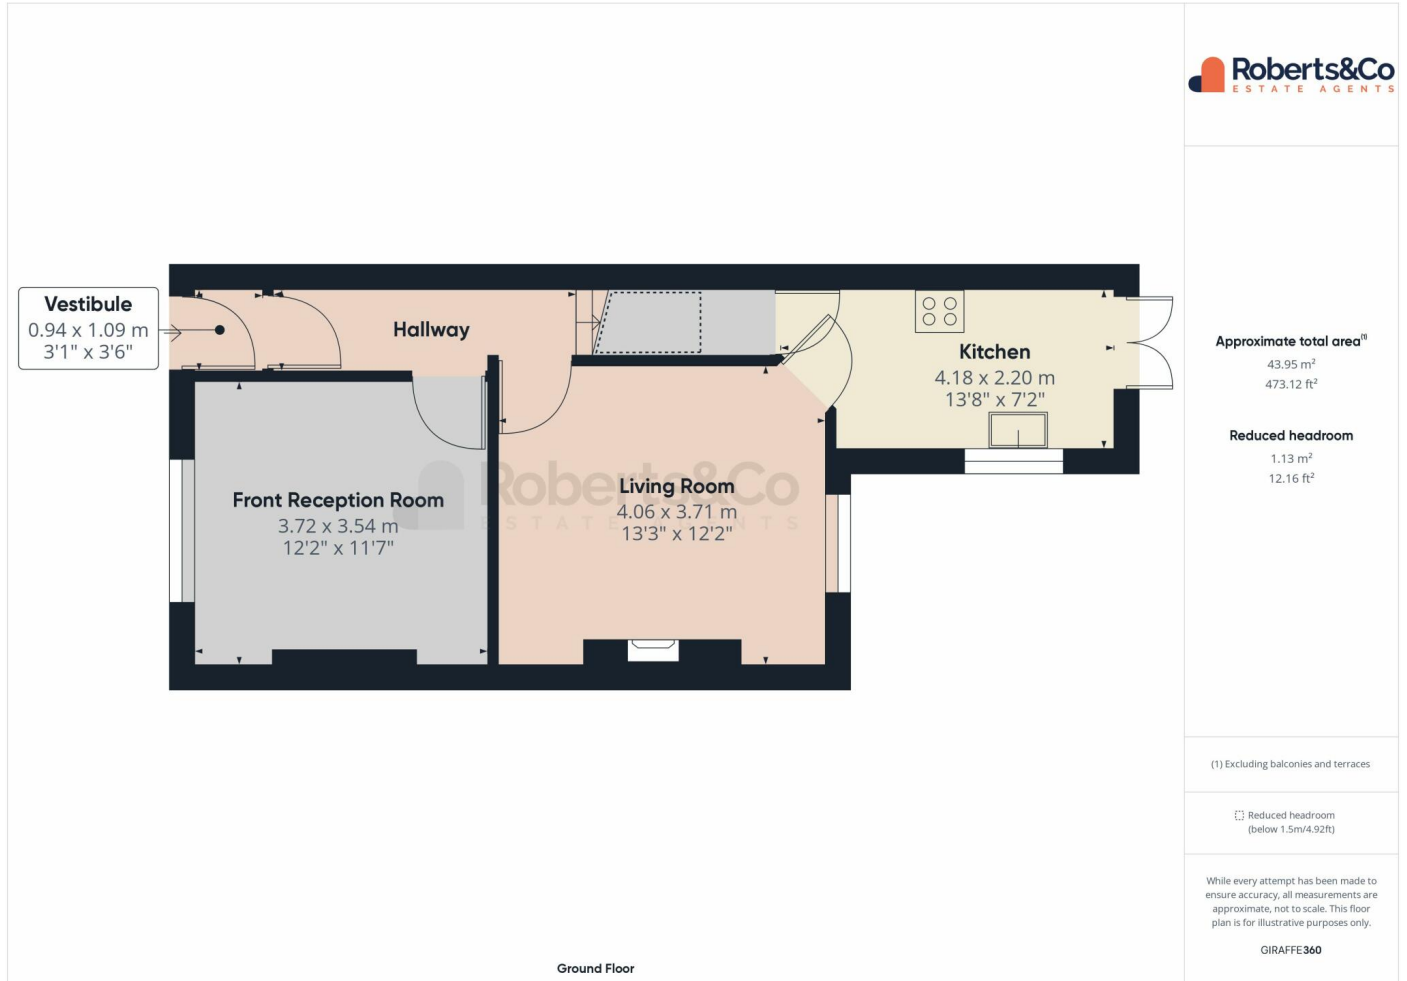 Roberts&Co
ESTATE AGENTS
Vestibule
0.94 x 1.09 m
3'1" x 3'6"
Hallway
Kitchen
4.18 x 2.20 m
13'8" x 7'2"
Front Reception Room
3.72 x 3.54 m
12'2" x 11'7"
Living Room
4.06 x 3.71 m
13'3" x 12'2"
Roberts&Co
ESTATE AGENTS
Approximate total area(1)
43.95 m²
473.12 ft²
Reduced headroom
1.13 m²
12.16 ft²
(1) Excluding balconies and terraces
Reduced headroom
(below 1.5m/4.92ft)
While every attempt has been made to
ensure accuracy, all measurements are
approximate, not to scale. This floor
plan is for illustrative purposes only.
GIRAFFE360
Ground Floor